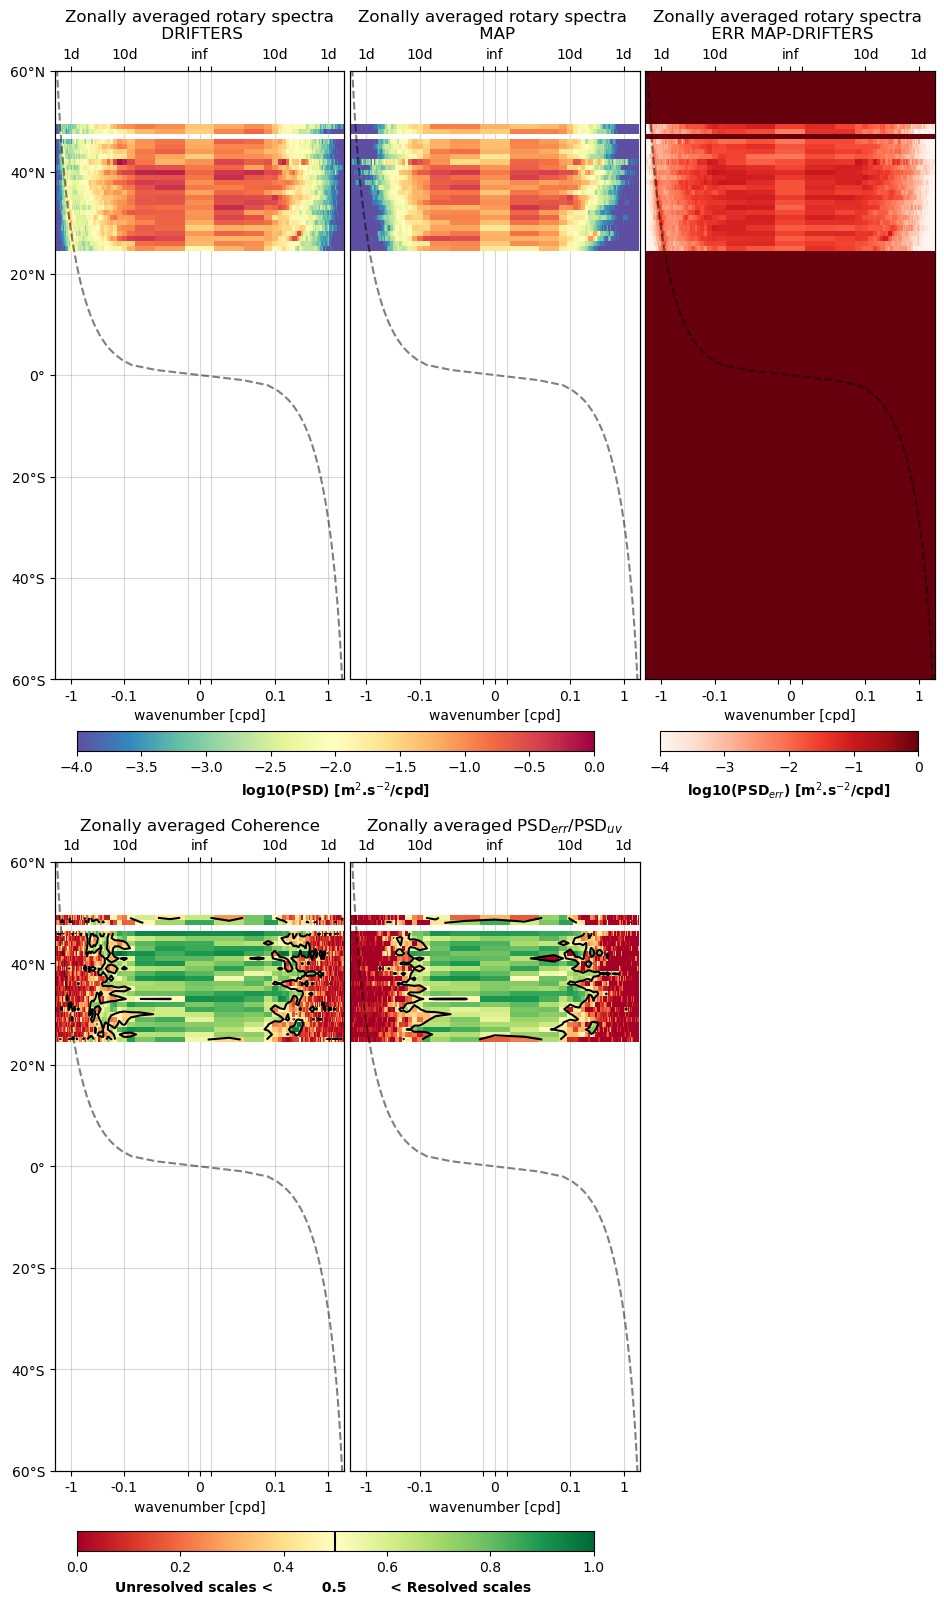 Zonally averaged rotary spectra
DRIFTERS
1d 10d inf 10d 1d
Zonally averaged rotary spectra
MAP
1d 10d inf 10d 1d
Zonally averaged rotary spectra
ERR MAP-DRIFTERS
1d 10d inf 10d 1d
60°N
40°N
20°N
0°
20°S
40°S
60°S
-1 -0.1 0 0.1 1
wavenumber [cpd]
-1 -0.1 0 0.1 1
wavenumber [cpd]
-1 -0.1 0 0.1 1
wavenumber [cpd]
−4.0 −3.5 −3.0 −2.5 −2.0 −1.5 −1.0 −0.5 0.0
log10(PSD) [m².s⁻²/cpd]
−4 −3 −2 −1 0
log10(PSD_err) [m².s⁻²/cpd]
Zonally averaged Coherence
1d 10d inf 10d 1d
Zonally averaged PSD_err/PSD_uv
1d 10d inf 10d 1d
60°N
40°N
20°N
0°
20°S
40°S
60°S
-1 -0.1 0 0.1 1
wavenumber [cpd]
-1 -0.1 0 0.1 1
wavenumber [cpd]
0.0 0.2 0.4 0.6 0.8 1.0
Unresolved scales < 0.5 < Resolved scales